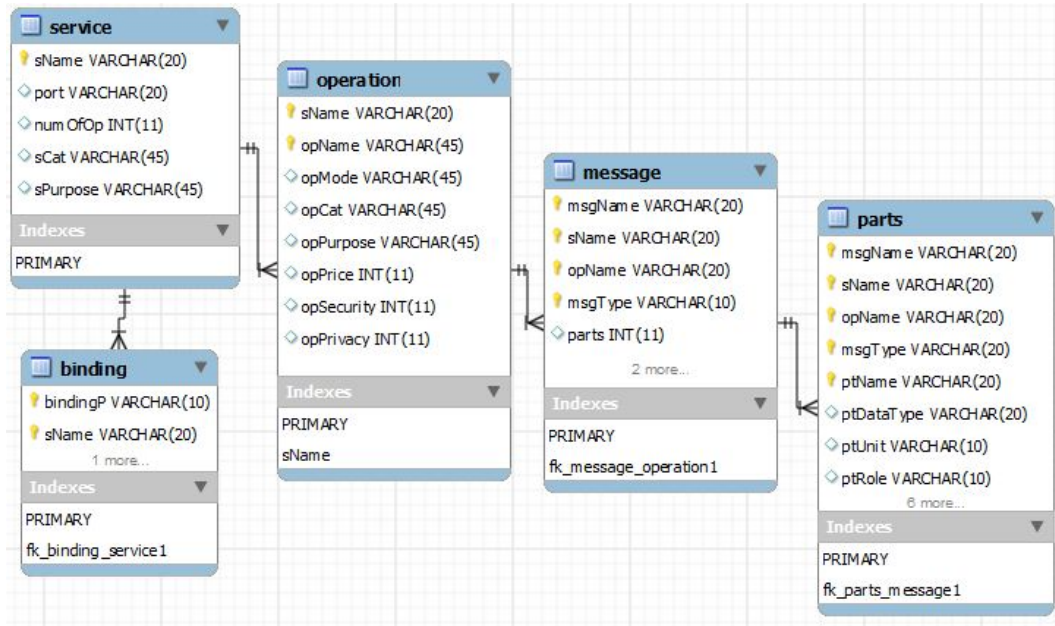 service
sName VARCHAR(20)
port VARCHAR(20)
numOfOp INT(11)
sCat VARCHAR(45)
sPurpose VARCHAR(45)
Indexes
PRIMARY
binding
bindingP VARCHAR(10)
sName VARCHAR(20)
1 more...
Indexes
PRIMARY
fk_binding_service1
operation
sName VARCHAR(20)
opName VARCHAR(45)
opMode VARCHAR(45)
opCat VARCHAR(45)
opPurpose VARCHAR(45)
opPrice INT(11)
opSecurity INT(11)
opPrivacy INT(11)
Indexes
PRIMARY
sName
message
msgName VARCHAR(20)
sName VARCHAR(20)
opName VARCHAR(20)
msgType VARCHAR(10)
parts INT(11)
2 more...
Indexes
PRIMARY
fk_message_operation1
parts
msgName VARCHAR(20)
sName VARCHAR(20)
opName VARCHAR(20)
msgType VARCHAR(20)
ptName VARCHAR(20)
ptDataType VARCHAR(20)
ptUnit VARCHAR(10)
ptRole VARCHAR(10)
6 more...
Indexes
PRIMARY
fk_parts_message1